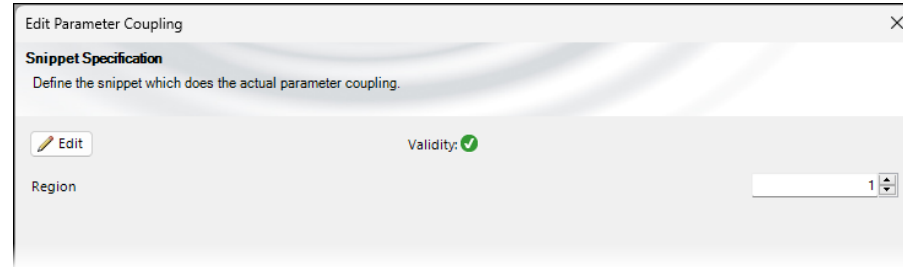 Edit Parameter Coupling
Snippet Specification
Define the snippet which does the actual parameter coupling.
Edit
Validity:
Region
1